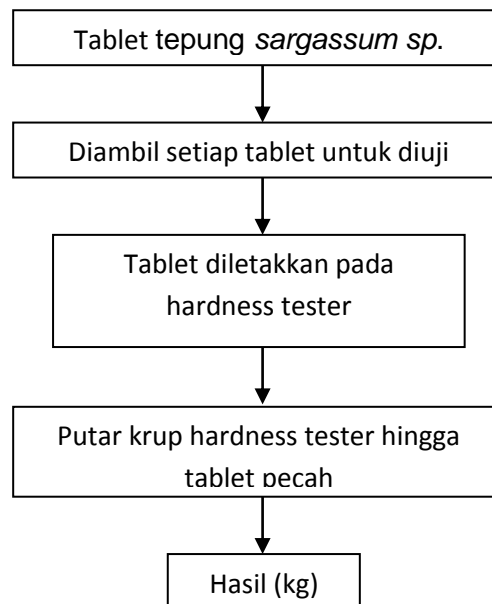 Tablet tepung sargassum sp.
Diambil setiap tablet untuk diuji
Tablet diletakkan pada
hardness tester
Putar krup hardness tester hingga
tablet pecah
Hasil (kg)